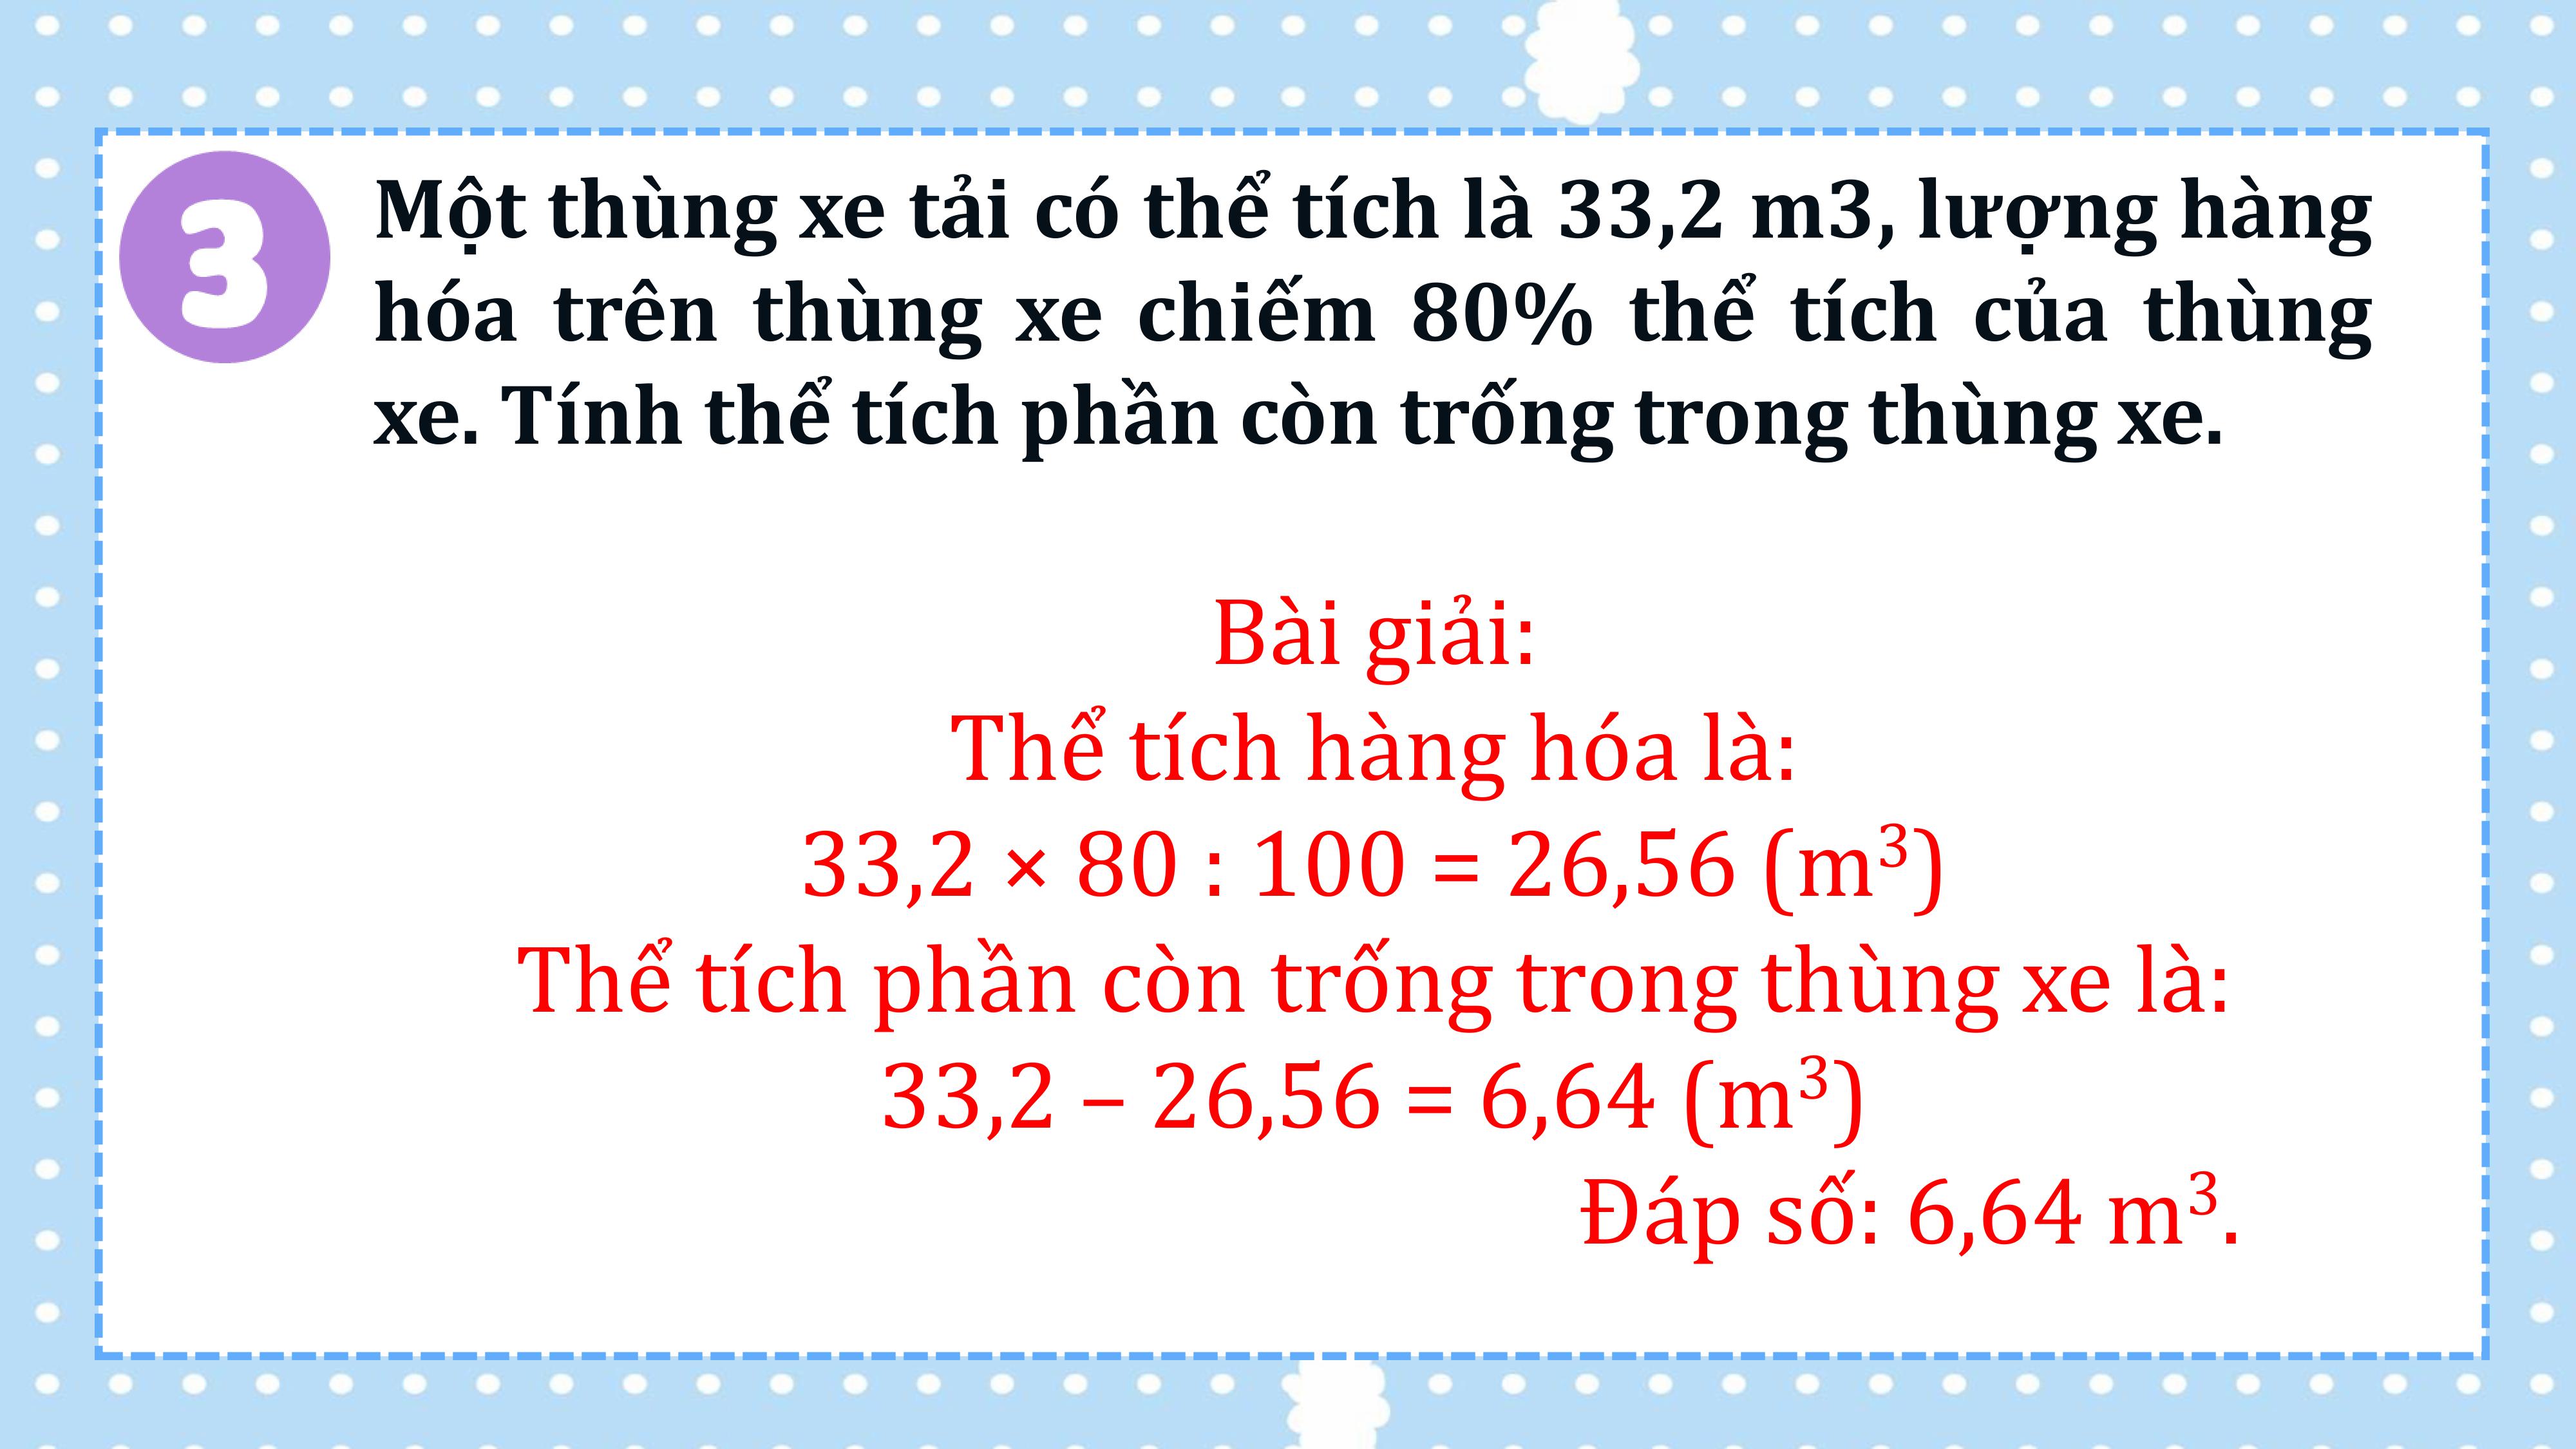 3
Một thùng xe tải có thể tích là 33,2 m3, lượng hàng
hóa trên thùng xe chiếm 80% thể tích của thùng
xe. Tính thể tích phần còn trống trong thùng xe.
Bài giải:
Thể tích hàng hóa là:
33,2 × 80 : 100 = 26,56 (m³)
Thể tích phần còn trống trong thùng xe là:
33,2 – 26,56 = 6,64 (m³)
Đáp số: 6,64 m³.